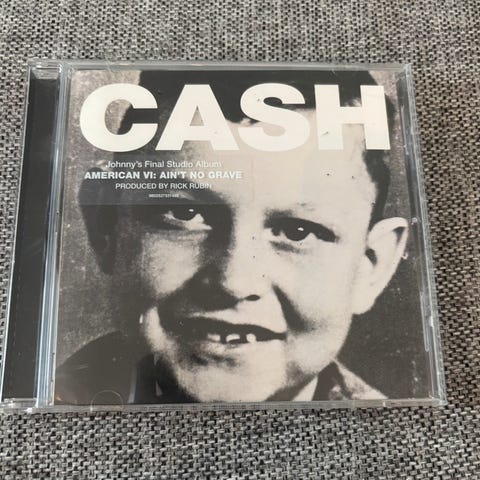 CASH
Johnny's Final Studio Album
AMERICAN VI: AIN'T NO GRAVE
PRODUCED BY RICK RUBIN